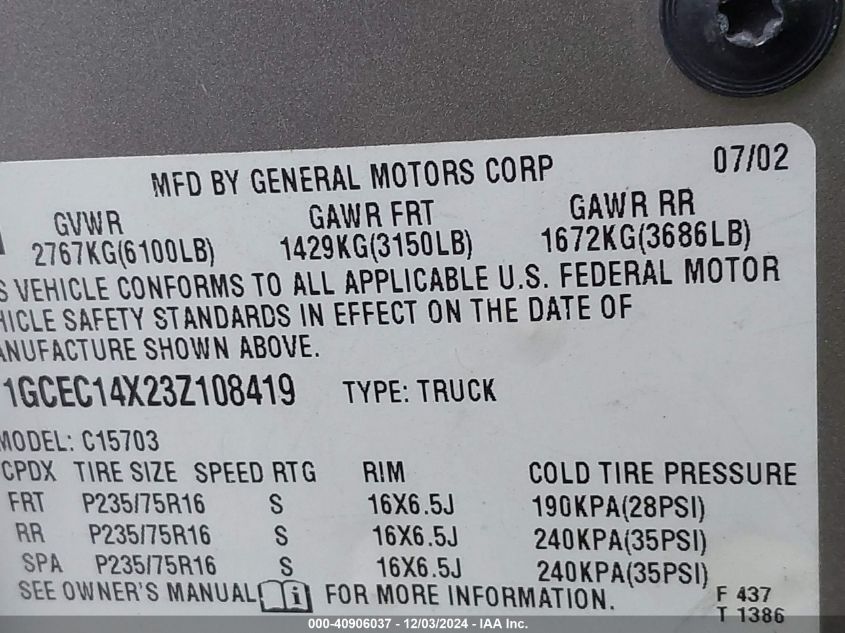 MFD BY GENERAL MOTORS CORP 07/02
GVWR GAWR FRT GAWR RR
2767KG(6100LB) 1429KG(3150LB) 1672KG(3686LB)
S VEHICLE CONFORMS TO ALL APPLICABLE U.S. FEDERAL MOTOR
HICLE SAFETY STANDARDS IN EFFECT ON THE DATE OF
ANUFACTURE SHOWN ABOVE.
1GCEC14X23Z108419 TYPE: TRUCK
MODEL: C15703
CPDX TIRE SIZE SPEED RTG RIM COLD TIRE PRESSURE
FRT P235/75R16 S 16X6.5J 190KPA(28PSI)
RR P235/75R16 S 16X6.5J 240KPA(35PSI)
SPA P235/75R16 S 16X6.5J 240KPA(35PSI)
SEE OWNER'S MANUAL i FOR MORE INFORMATION.
F 437
T 1386
000-40906037 - 12/03/2024 - IAA Inc.